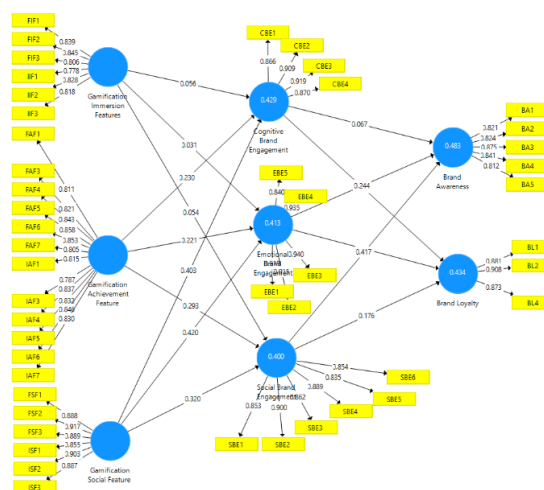 FIF1
FIF2
FIF3
IIF1
IIF2
IIF3
FAF1
FAF3
FAF4
FAF5
FAF6
FAF7
IAF1
IAF3
IAF4
IAF5
IAF6
IAF7
FSF1
FSF2
FSF3
ISF1
ISF2
ISF3
0.839
0.845
0.806
0.778
0.828
0.818
0.811
0.821
0.843
0.858
0.853
0.805
0.815
0.787
0.837
0.832
0.830
0.888
0.917
0.889
0.855
0.903
0.887
Gamification
Immersion
Features
Gamification
Achievement
Feature
Gamification
Social Feature
0.056
0.031
0.230
0.054
0.221
0.403
0.293
0.420
0.320
CBE1
CBE2
CBE3
CBE4
0.866
0.909
0.919
0.870
0.429
Cognitive
Brand
Engagement
EBE5
EBE4
0.840
0.935
0.413
Emotional
Brand
Engagement
0.940
EBE3
EBE1
EBE2
0.400
Social Brand
Engagement
0.854
0.835
0.889
0.862
0.900
0.853
SBE6
SBE5
SBE4
SBE3
SBE2
SBE1
0.067
0.244
0.417
0.176
0.483
Brand
Awareness
0.821
0.824
0.875
0.841
0.812
BA1
BA2
BA3
BA4
BA5
0.434
Brand Loyalty
0.881
0.908
0.873
BL1
BL2
BL4